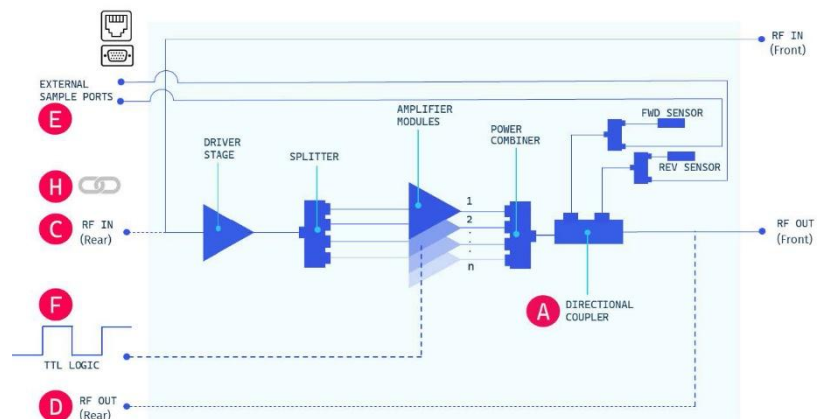 RF IN
(Front)
EXTERNAL
SAMPLE PORTS
E
AMPLIFIER
MODULES
FWD SENSOR
DRIVER
STAGE
SPLITTER
POWER
COMBINER
REV SENSOR
H
1
2
.
.
.
n
C
RF IN
(Rear)
RF OUT
(Front)
F
A
DIRECTIONAL
COUPLER
TTL LOGIC
D
RF OUT
(Rear)